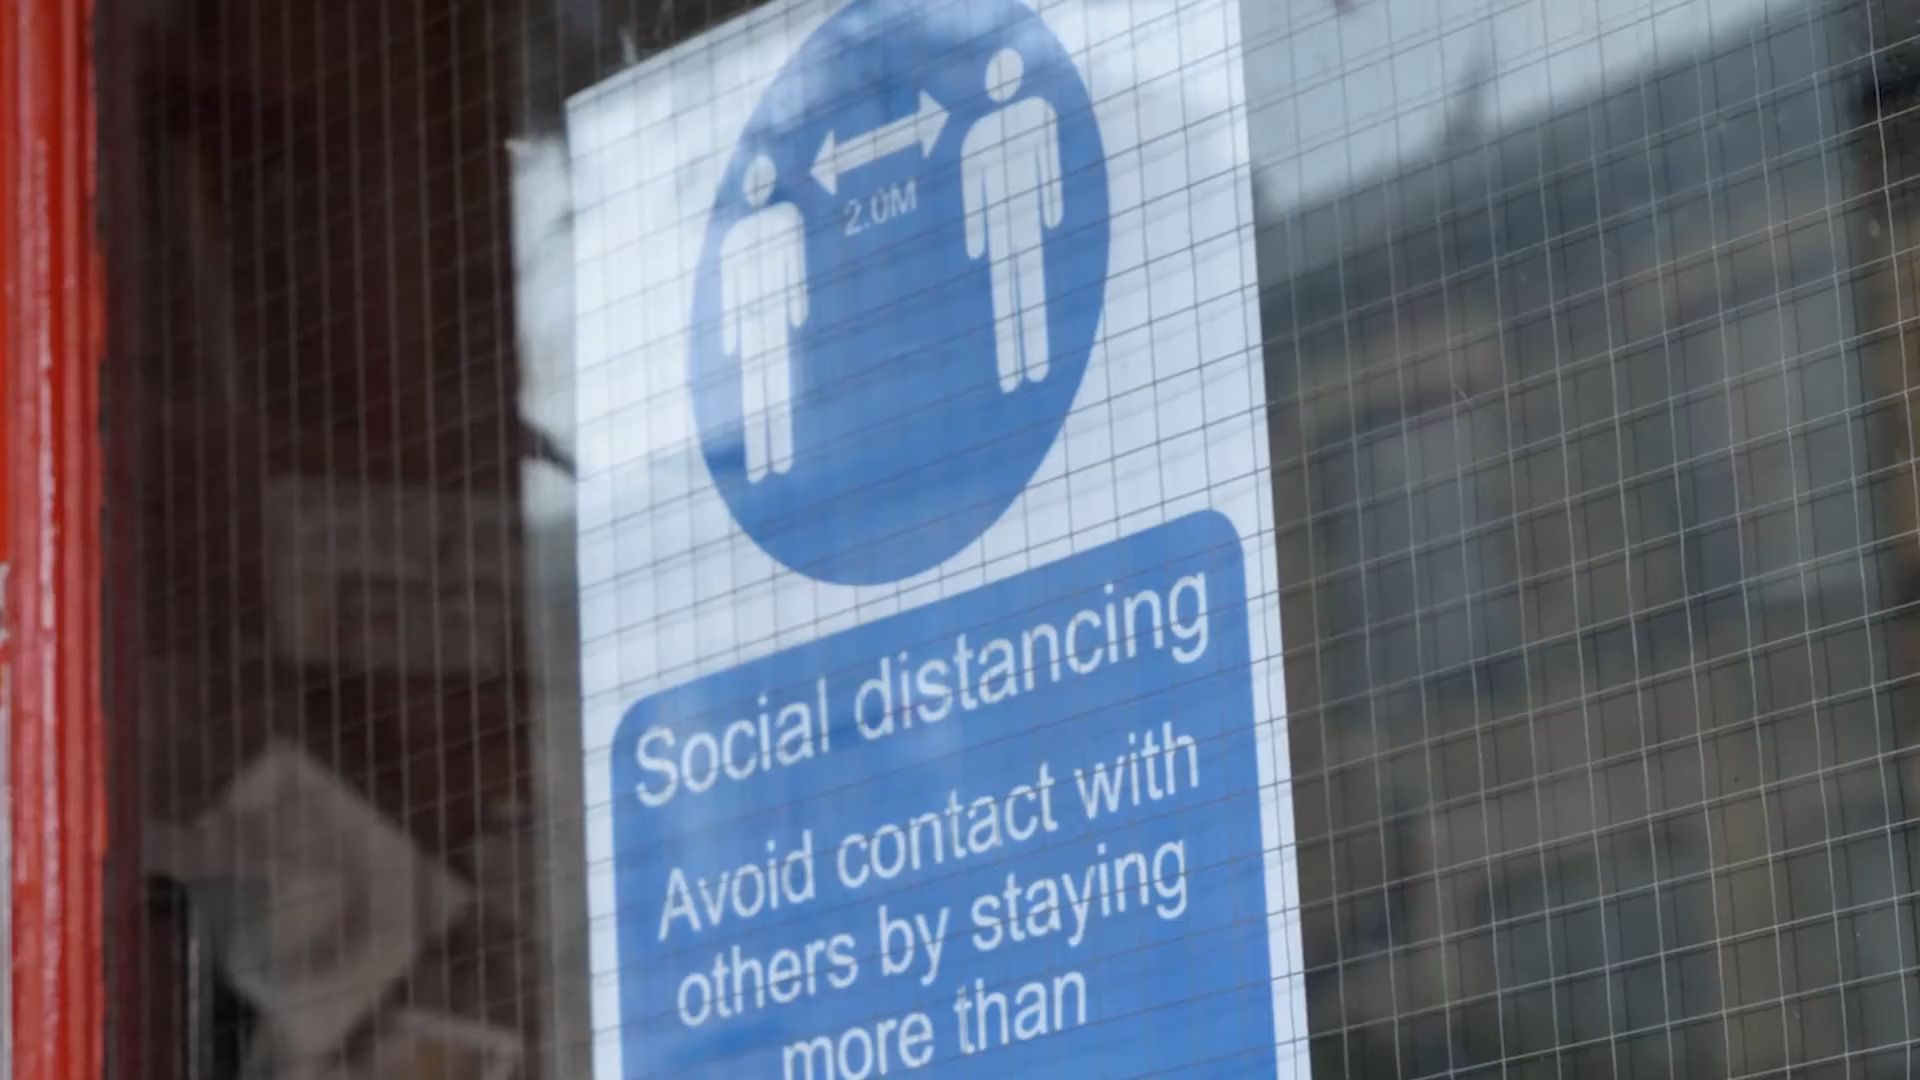 2.0M
Social distancing
Avoid contact with
others by staying
more than